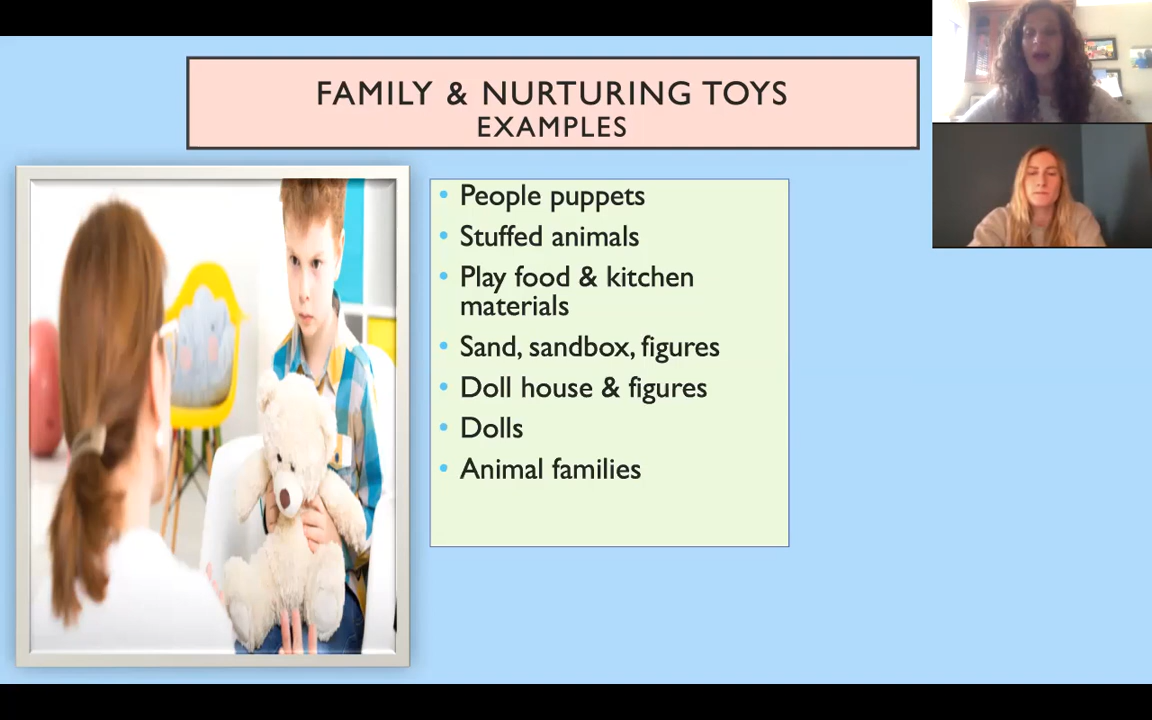 FAMILY & NURTURING TOYS
EXAMPLES
• People puppets
• Stuffed animals
• Play food & kitchen
materials
• Sand, sandbox, figures
• Doll house & figures
• Dolls
• Animal families